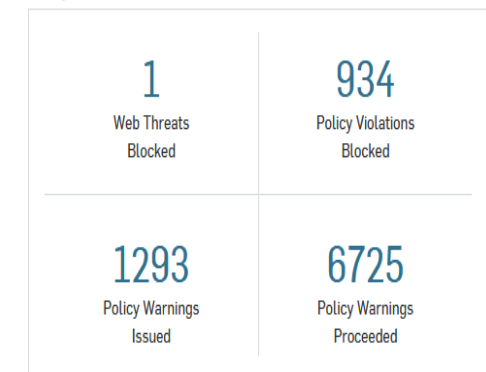 1
Web Threats
Blocked
934
Policy Violations
Blocked
1293
Policy Warnings
Issued
6725
Policy Warnings
Proceeded